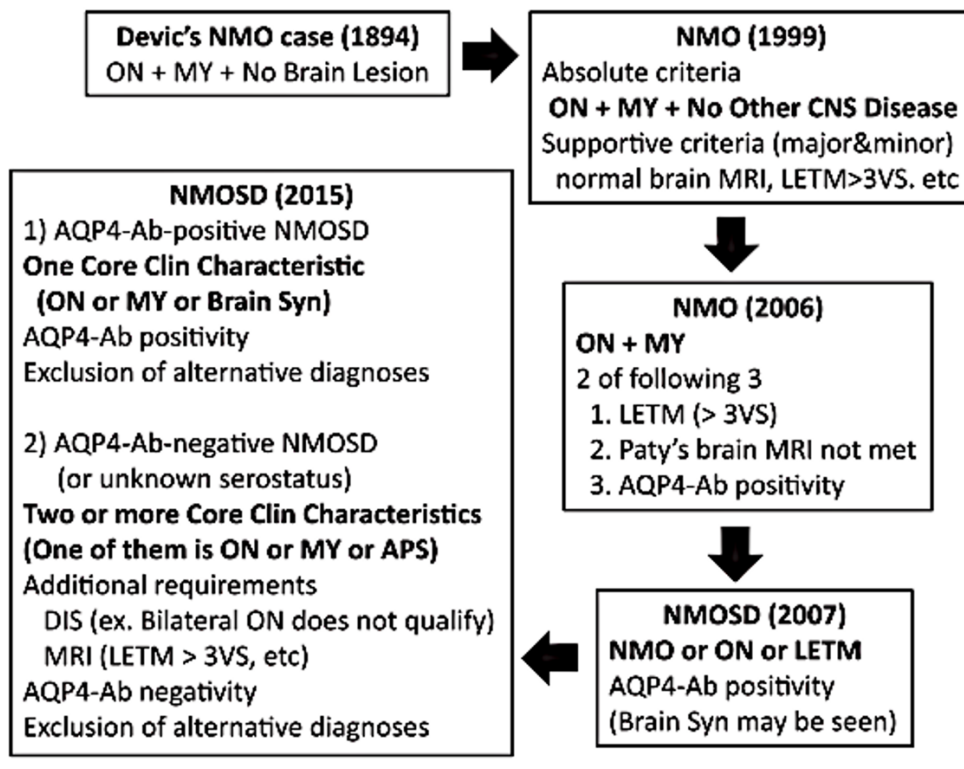 Devic's NMO case (1894)
ON + MY + No Brain Lesion
NMO (1999)
Absolute criteria
ON + MY + No Other CNS Disease
Supportive criteria (major&minor)
normal brain MRI, LETM>3VS. etc
NMO (2006)
ON + MY
2 of following 3
1. LETM (> 3VS)
2. Paty's brain MRI not met
3. AQP4-Ab positivity
NMOSD (2007)
NMO or ON or LETM
AQP4-Ab positivity
(Brain Syn may be seen)
NMOSD (2015)
1) AQP4-Ab-positive NMOSD
One Core Clin Characteristic
(ON or MY or Brain Syn)
AQP4-Ab positivity
Exclusion of alternative diagnoses
2) AQP4-Ab-negative NMOSD
(or unknown serostatus)
Two or more Core Clin Characteristics
(One of them is ON or MY or APS)
Additional requirements
DIS (ex. Bilateral ON does not qualify)
MRI (LETM > 3VS, etc)
AQP4-Ab negativity
Exclusion of alternative diagnoses